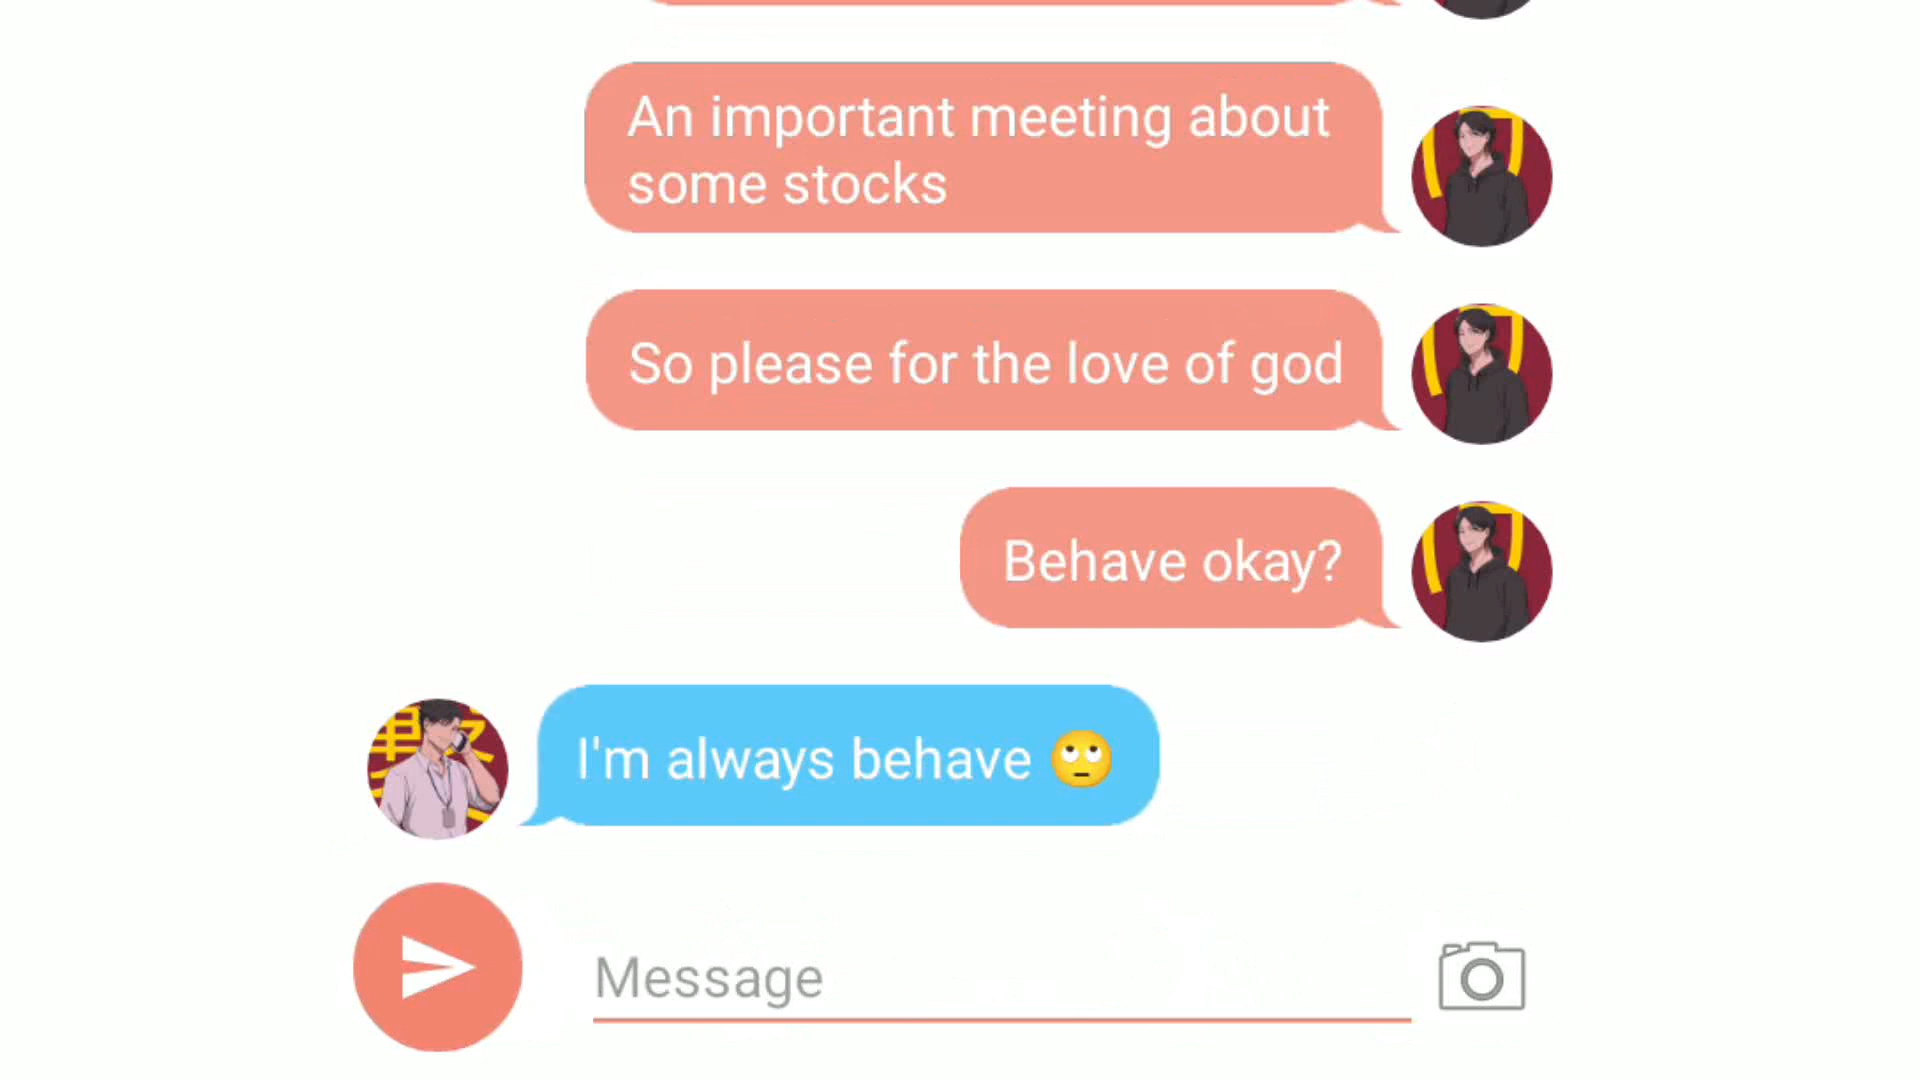 An important meeting about
some stocks
So please for the love of god
Behave okay?
I'm always behave 🙄
Message